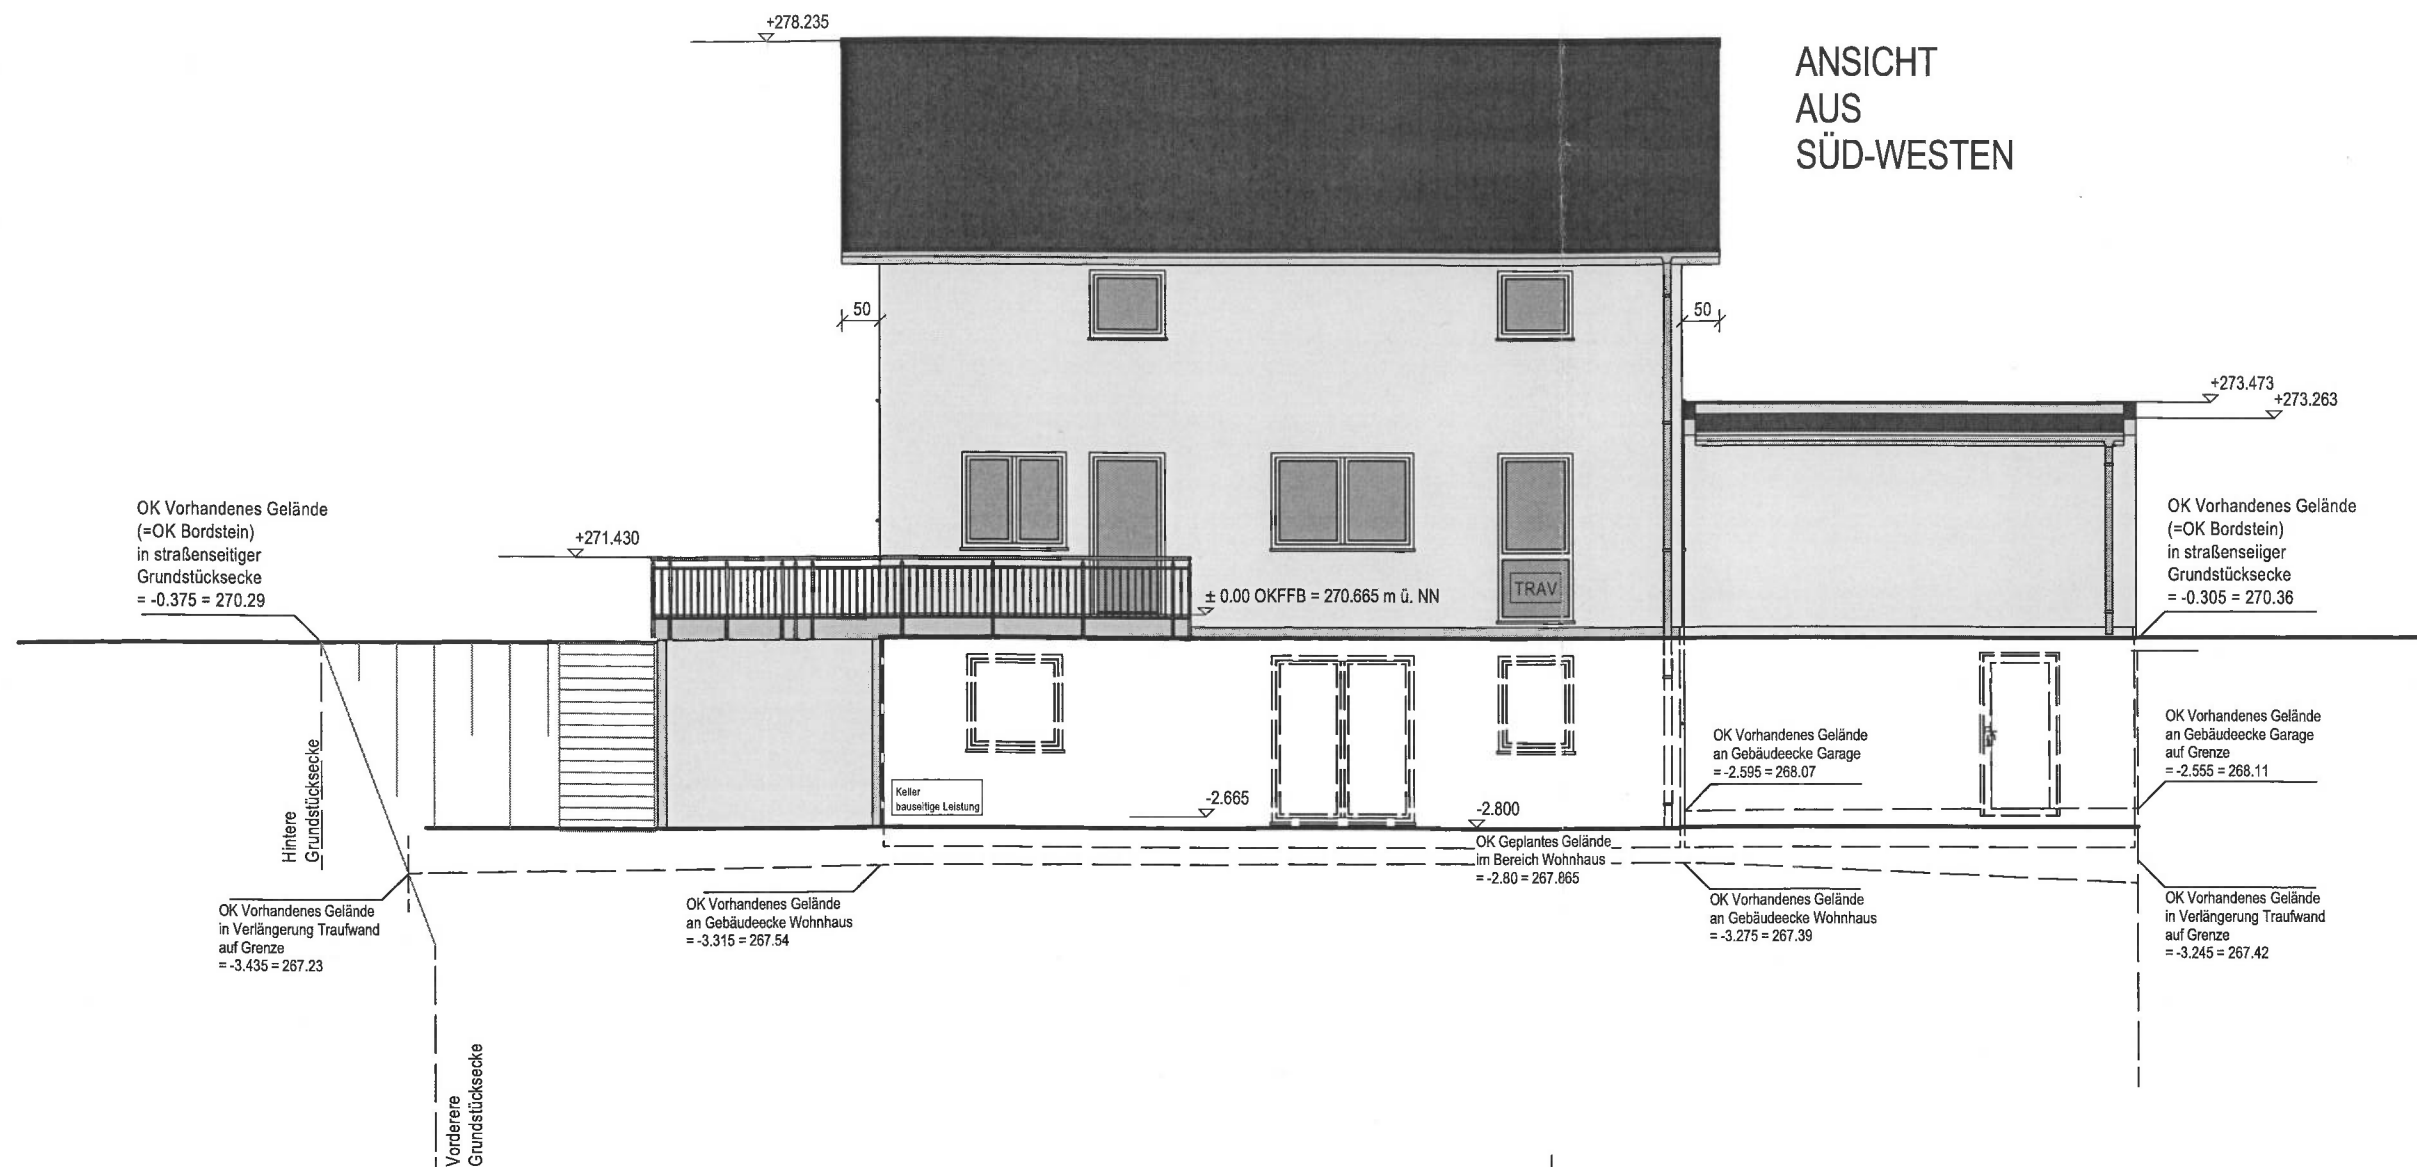 +278.235
ANSICHT
AUS
SÜD-WESTEN
50
50
+273.473
+273.263
OK Vorhandenes Gelände
(=OK Bordstein)
in straßenseitiger
Grundstücksecke
= -0.375 = 270.29
+271.430
± 0.00 OKFFB = 270.665 m ü. NN
TRAV
OK Vorhandenes Gelände
(=OK Bordstein)
in straßenseiiger
Grundstücksecke
= -0.305 = 270.36
Hintere
Grundstücksecke
Keller
bauseitige Leistung
-2.665
-2.800
OK Vorhandenes Gelände
an Gebäudeecke Garage
= -2.595 = 268.07
OK Vorhandenes Gelände
an Gebäudeecke Garage
auf Grenze
= -2.555 = 268.11
OK Geplantes Gelände
im Bereich Wohnhaus
= -2.80 = 267.865
OK Vorhandenes Gelände
in Verlängerung Traufwand
auf Grenze
= -3.435 = 267.23
OK Vorhandenes Gelände
an Gebäudeecke Wohnhaus
= -3.315 = 267.54
OK Vorhandenes Gelände
an Gebäudeecke Wohnhaus
= -3.275 = 267.39
OK Vorhandenes Gelände
in Verlängerung Traufwand
auf Grenze
= -3.245 = 267.42
Vorderere
Grundstücksecke